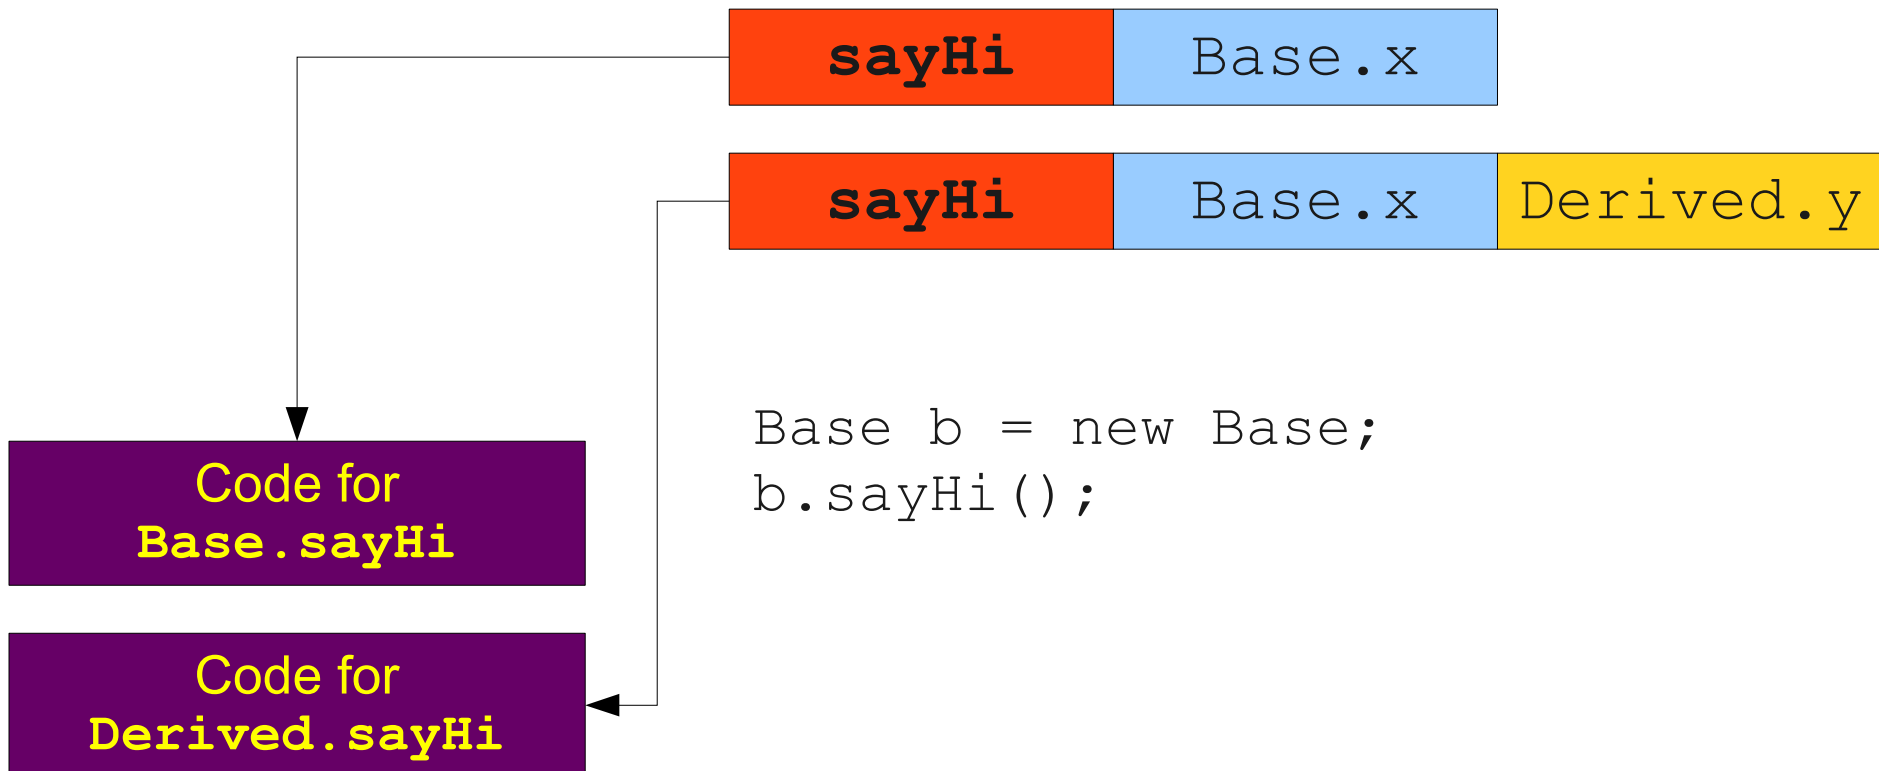 sayHi Base.x
sayHi Base.x Derived.y
Base b = new Base;
b.sayHi();
Code for
Base.sayHi
Code for
Derived.sayHi